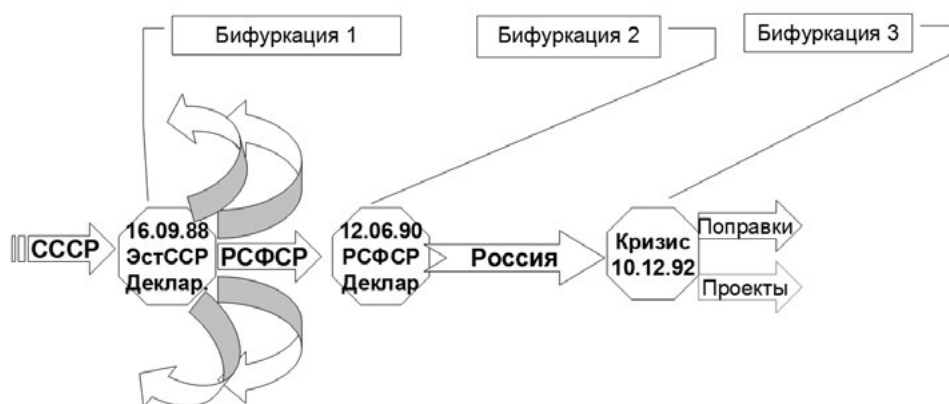 Бифуркация 1
Бифуркация 2
Бифуркация 3
СССР
16.09.88
ЭстССР
Деклар.
РСФСР
12.06.90
РСФСР
Деклар
Россия
Кризис
10.12.92
Поправки
Проекты